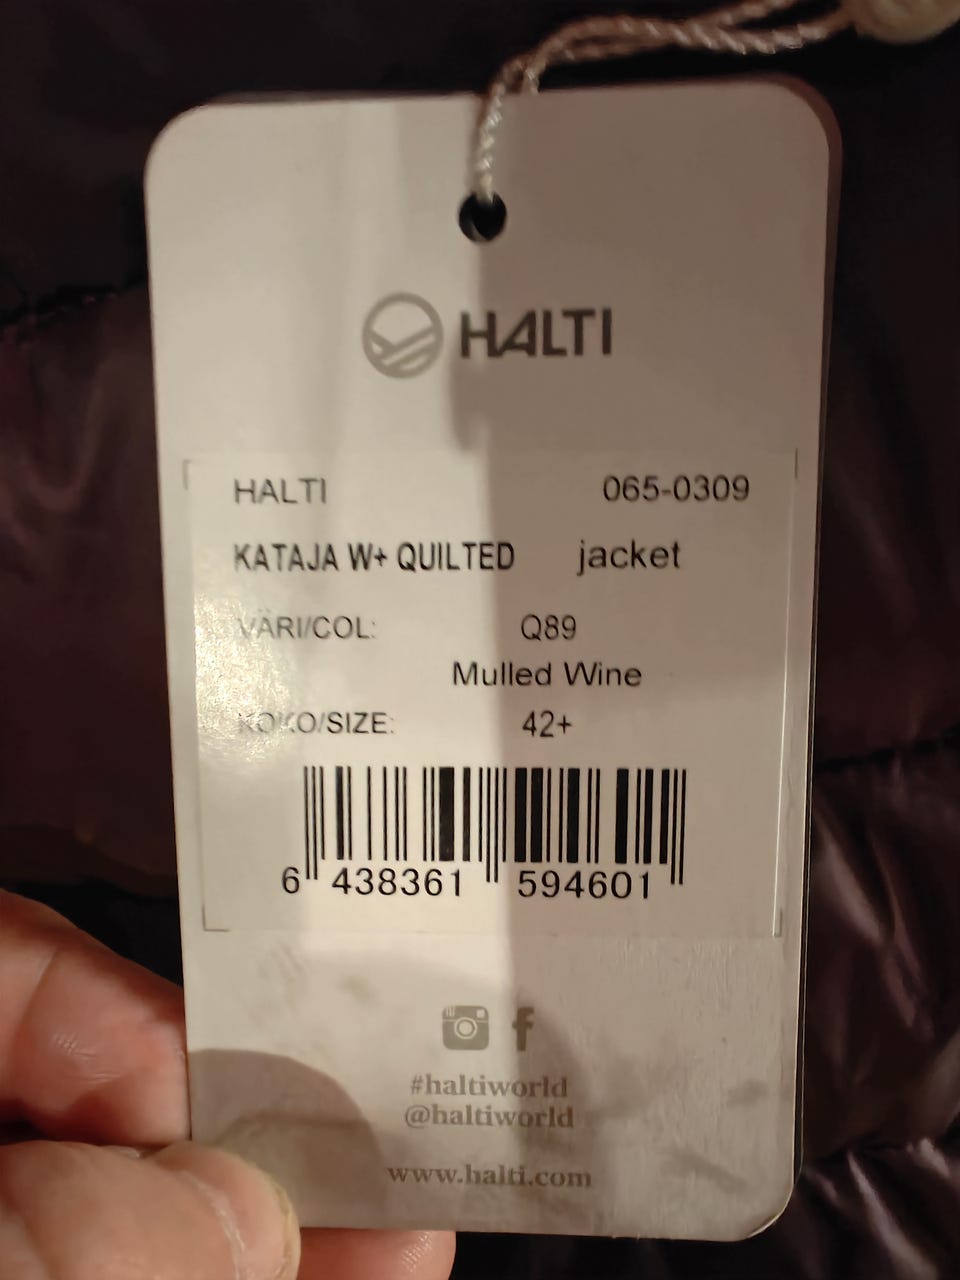 HALTI
HALTI 065-0309
KATAJA W+ QUILTED jacket
VÄRI/COL: Q89
Mulled Wine
KOKO/SIZE: 42+
6 438361 594601
#haltiworld
@haltiworld
www.halti.com